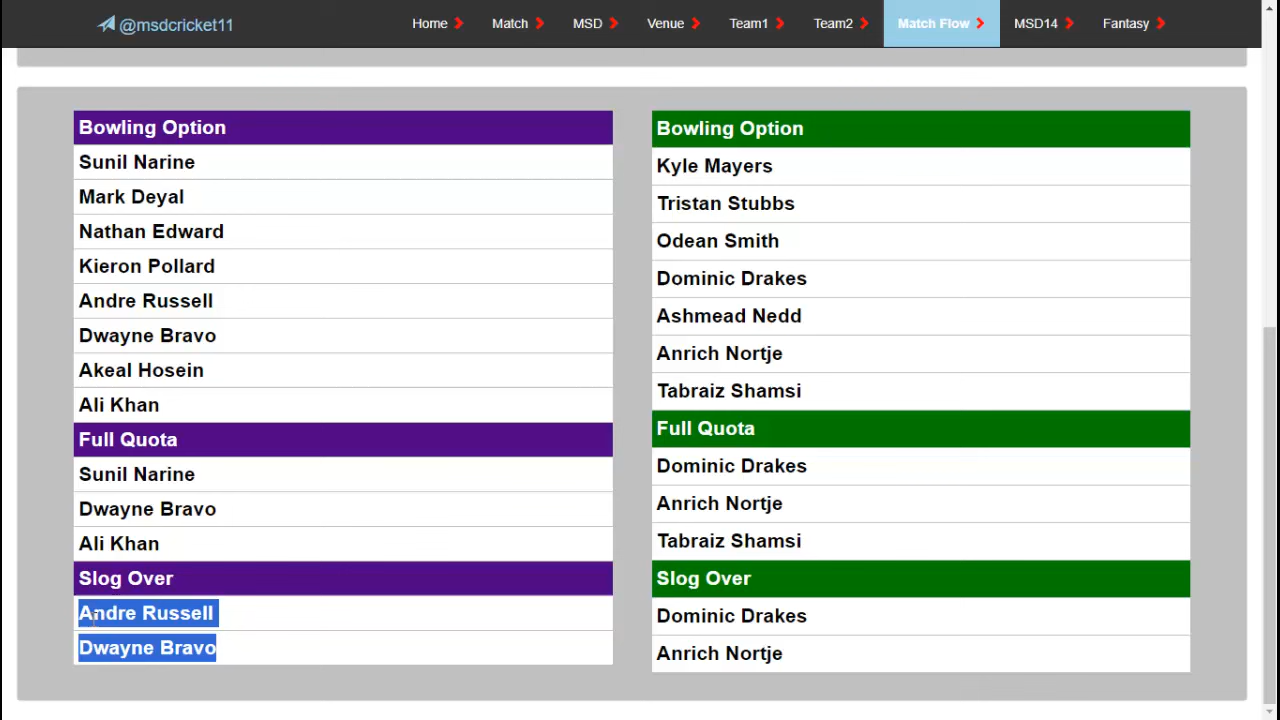 @msdcricket11
Home Match MSD Venue Team1 Team2 Match Flow MSD14 Fantasy
Bowling Option
Sunil Narine
Mark Deyal
Nathan Edward
Kieron Pollard
Andre Russell
Dwayne Bravo
Akeal Hosein
Ali Khan
Full Quota
Sunil Narine
Dwayne Bravo
Ali Khan
Slog Over
Andre Russell
Dwayne Bravo
Bowling Option
Kyle Mayers
Tristan Stubbs
Odean Smith
Dominic Drakes
Ashmead Nedd
Anrich Nortje
Tabraiz Shamsi
Full Quota
Dominic Drakes
Anrich Nortje
Tabraiz Shamsi
Slog Over
Dominic Drakes
Anrich Nortje